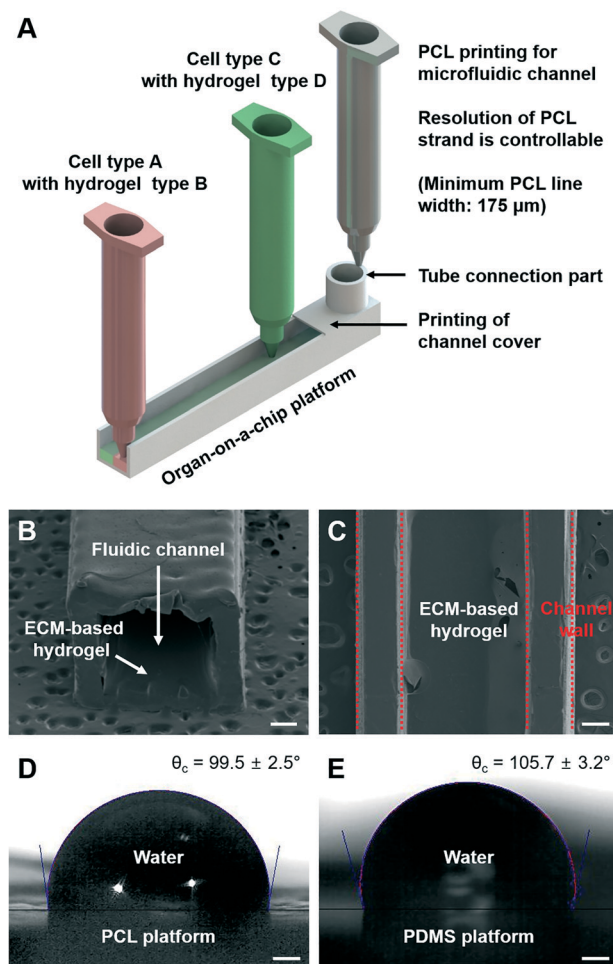 A
Cell type C
with hydrogel type D
Cell type A
with hydrogel type B
PCL printing for
microfluidic channel
Resolution of PCL
strand is controllable
(Minimum PCL line
width: 175 µm)
Tube connection part
Printing of
channel cover
Organ-on-a-chip platform
B
Fluidic channel
ECM-based
hydrogel
C
ECM-based
hydrogel
Channel
wall
D
θc = 99.5 ± 2.5°
Water
PCL platform
E
θc = 105.7 ± 3.2°
Water
PDMS platform